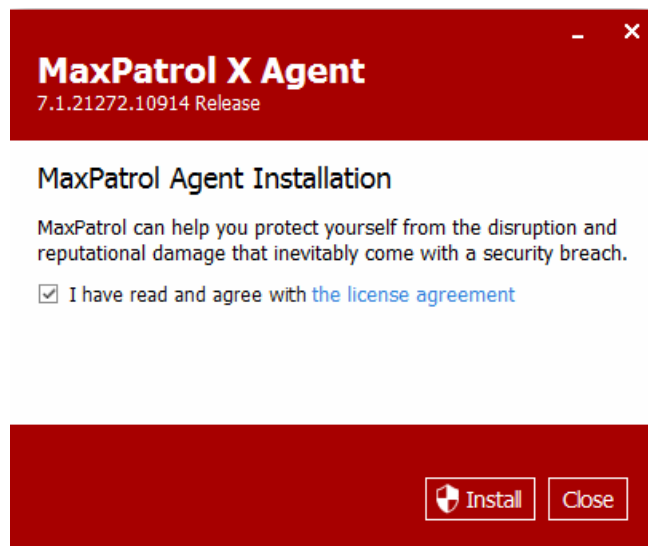 MaxPatrol X Agent
7.1.21272.10914 Release
MaxPatrol Agent Installation
MaxPatrol can help you protect yourself from the disruption and
reputational damage that inevitably come with a security breach.
I have read and agree with the license agreement
Install Close